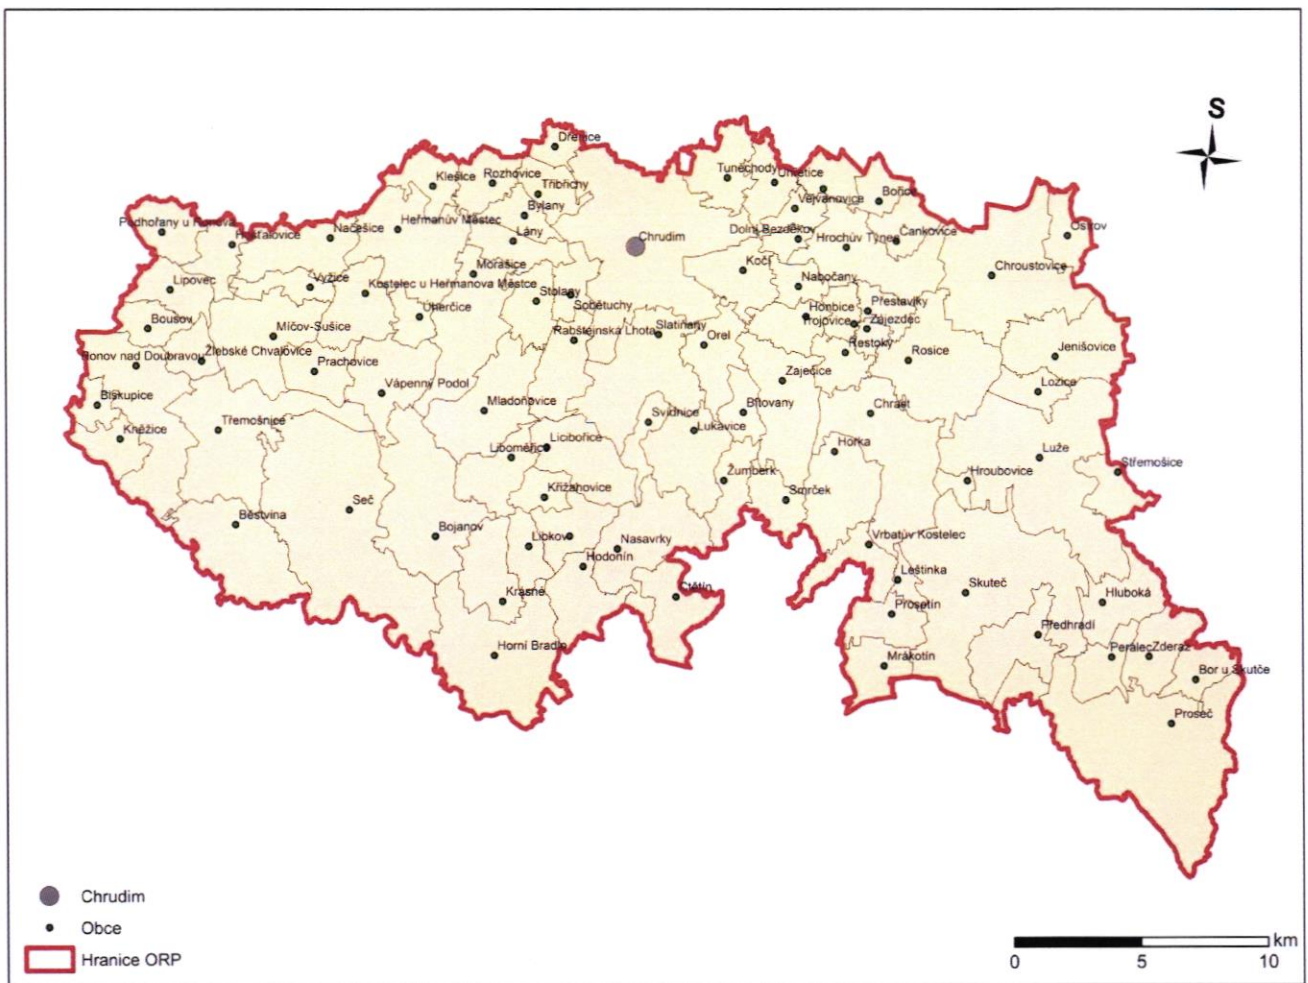 S
Dřenice
Tuněchody
Úhřetice
Klešice
Rozhovice
Třibřichy
Bořice
Bylany
Vejvanovice
Podhořany u Ronova
Hošťalovice
Načešice
Heřmanův Městec
Lány
Chrudim
Dolní Bezděkov
Hrochův Týnec
Čankovice
Ostrov
Morašice
Kočí
Chroustovice
Lipovec
Vyžice
Kostelec u Heřmanova Městce
Stolany
Sobětuchy
Nabočany
Úherčice
Honbice
Přestavlky
Bousov
Míčov-Sušice
Rabštejnská Lhota
Slatiňany
Orel
Trojovice
Zájezdec
Ronov nad Doubravou
Žlebské Chvalovice
Prachovice
Řestoky
Rosice
Jenišovice
Vápenný Podol
Zaječice
Lozice
Biskupice
Mladoňovice
Svídnice
Bítovany
Chrast
Kněžice
Třemošnice
Lukavice
Liboměřice
Licibořice
Horka
Luže
Střemošice
Žumberk
Hroubovice
Křižanovice
Smrček
Seč
Běstvina
Bojanov
Libkov
Nasavrky
Vrbatův Kostelec
Hodonín
Leštinka
Krásné
Ctětín
Skuteč
Hluboká
Prosetín
Předhradí
Horní Bradlo
Mrákotín
Perálec
Zderaz
Bor u Skutče
Proseč
Chrudim
Obce
Hranice ORP
km
0 5 10